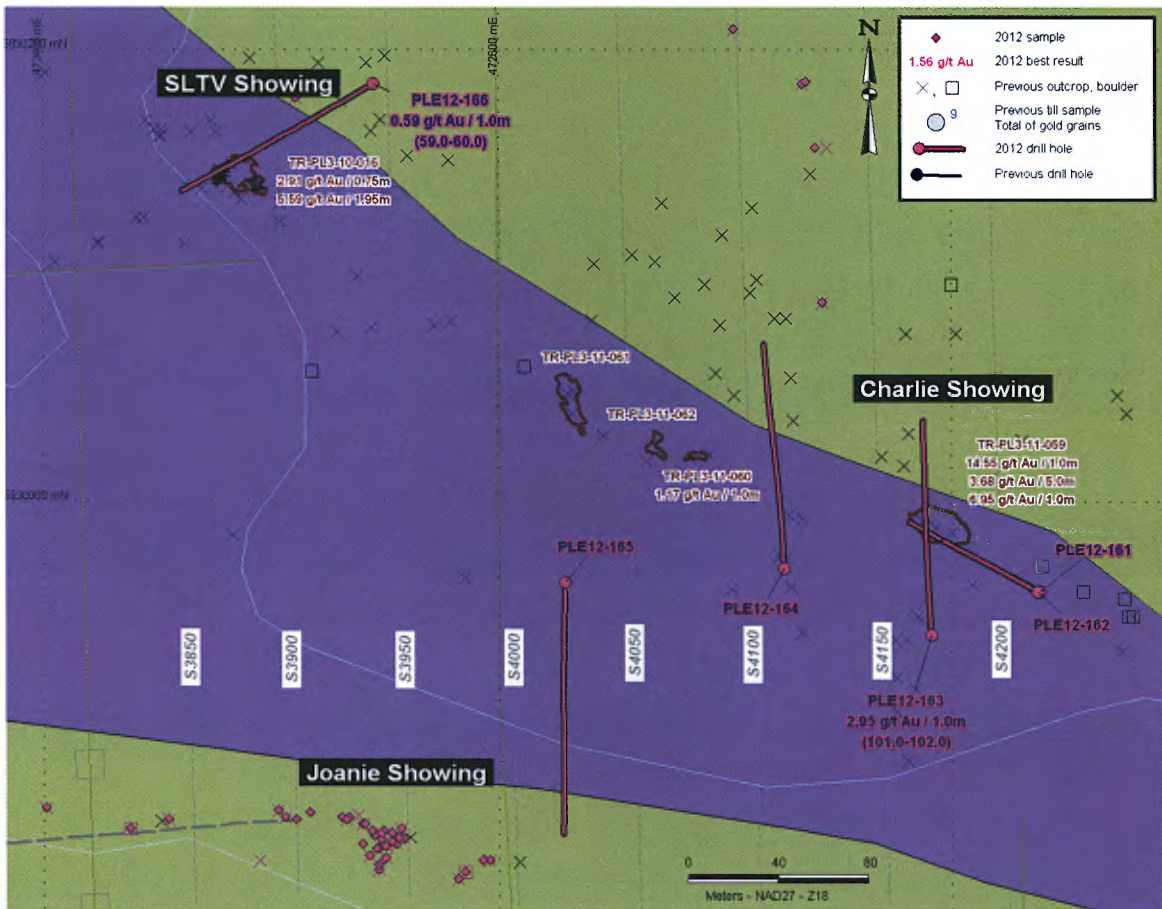 472600 mE
SLTV Showing
PLE12-166
0.59 g/t Au / 1.0m
(59.0-60.0)
TR-PL3-10-016
2.91 g/t Au / 0.75m
5.59 g/t Au / 1.95m
N
2012 sample
1.56 g/t Au
2012 best result
Previous outcrop, boulder
9
Previous till sample
Total of gold grains
2012 drill hole
Previous drill hole
TR-PL3-11-061
TR-PL3-11-062
TR-PL3-11-060
1.17 g/t Au / 1.0m
Charlie Showing
TR-PL3-11-059
14.55 g/t Au / 1.0m
3.68 g/t Au / 5.0m
6.95 g/t Au / 1.0m
PLE12-165
PLE12-164
PLE12-161
PLE12-162
PLE12-163
2.95 g/t Au / 1.0m
(101.0-102.0)
S3850
S3900
S3950
S4000
S4050
S4100
S4150
S4200
Joanie Showing
0
40
80
Meters - NAD27 - Z18